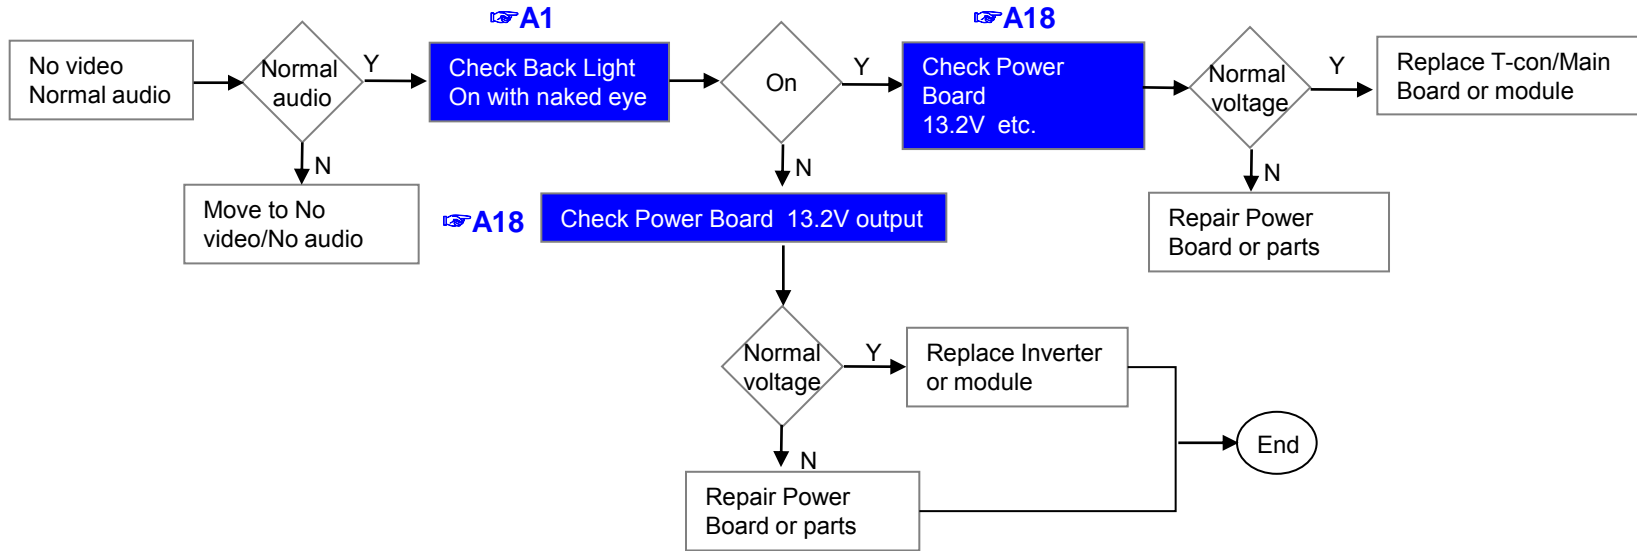 ☞A1
☞A18
No video
Normal audio
Normal
audio
Y
Check Back Light
On with naked eye
On
Y
Check Power
Board
13.2V etc.
Normal
voltage
Y
Replace T-con/Main
Board or module
N
Move to No
video/No audio
N
☞A18
Check Power Board 13.2V output
N
Repair Power
Board or parts
Normal
voltage
Y
Replace Inverter
or module
End
N
Repair Power
Board or parts